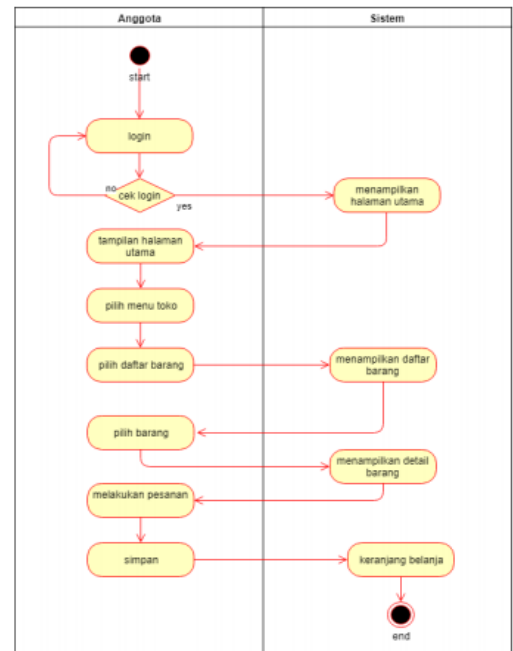 Anggota
Sistem
start
login
no
cek login
yes
menampilkan
halaman utama
tampilan halaman
utama
pilih menu toko
pilih daftar barang
menampilkan daftar
barang
pilih barang
menampilkan detail
barang
melakukan pesanan
simpan
keranjang belanja
end